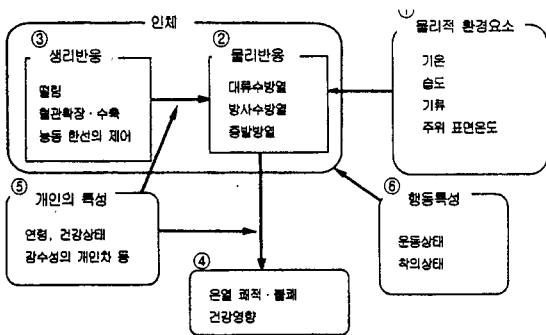 인체
① 물리적 환경요소
기온
습도
기류
주위 표면온도
③ 생리반응
떨림
혈관확장·수축
능동 한선의 제어
② 물리반응
대류수방열
방사수방열
증발방열
⑤ 개인의 특성
연령, 건강상태
감수성의 개인차 등
⑥ 행동특성
운동상태
착의상태
④
온열 쾌적·불쾌
건강영향